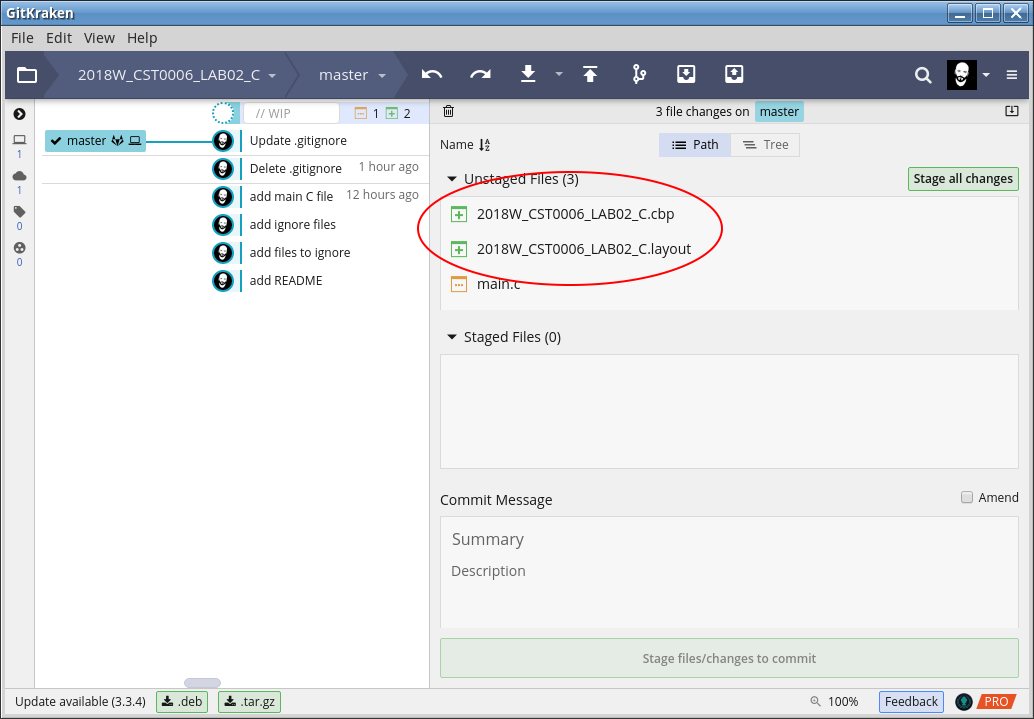 GitKraken
File Edit View Help
2018W_CST0006_LAB02_C master
// WIP 1 2
3 file changes on master
master Update .gitignore
Delete .gitignore 1 hour ago
add main C file 12 hours ago
add ignore files
add files to ignore
add README
1
1
0
0
Name Path Tree
Unstaged Files (3) Stage all changes
2018W_CST0006_LAB02_C.cbp
2018W_CST0006_LAB02_C.layout
main.c
Staged Files (0)
Commit Message Amend
Summary
Description
Stage files/changes to commit
Update available (3.3.4) .deb .tar.gz 100% Feedback PRO